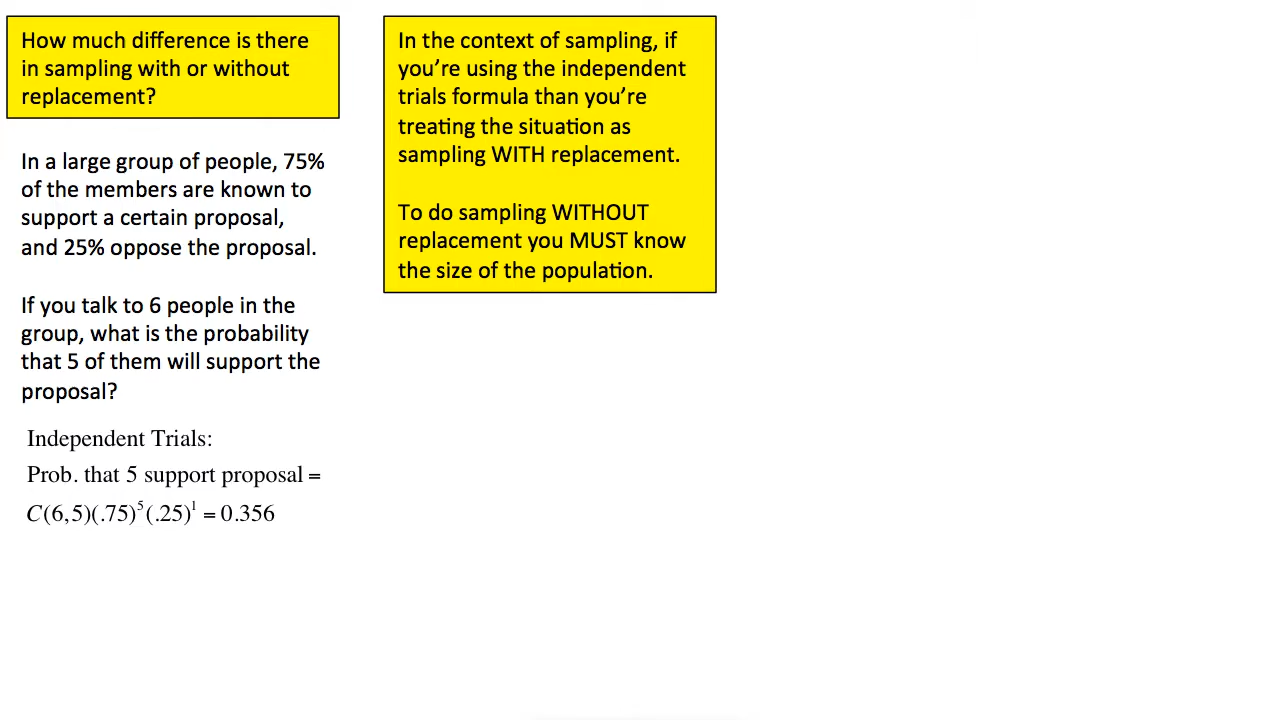 How much difference is there
in sampling with or without
replacement?
In a large group of people, 75%
of the members are known to
support a certain proposal,
and 25% oppose the proposal.
If you talk to 6 people in the
group, what is the probability
that 5 of them will support the
proposal?
Independent Trials:
Prob. that 5 support proposal =
C(6,5)(.75)⁵(.25)¹ = 0.356
In the context of sampling, if
you’re using the independent
trials formula than you’re
treating the situation as
sampling WITH replacement.
To do sampling WITHOUT
replacement you MUST know
the size of the population.